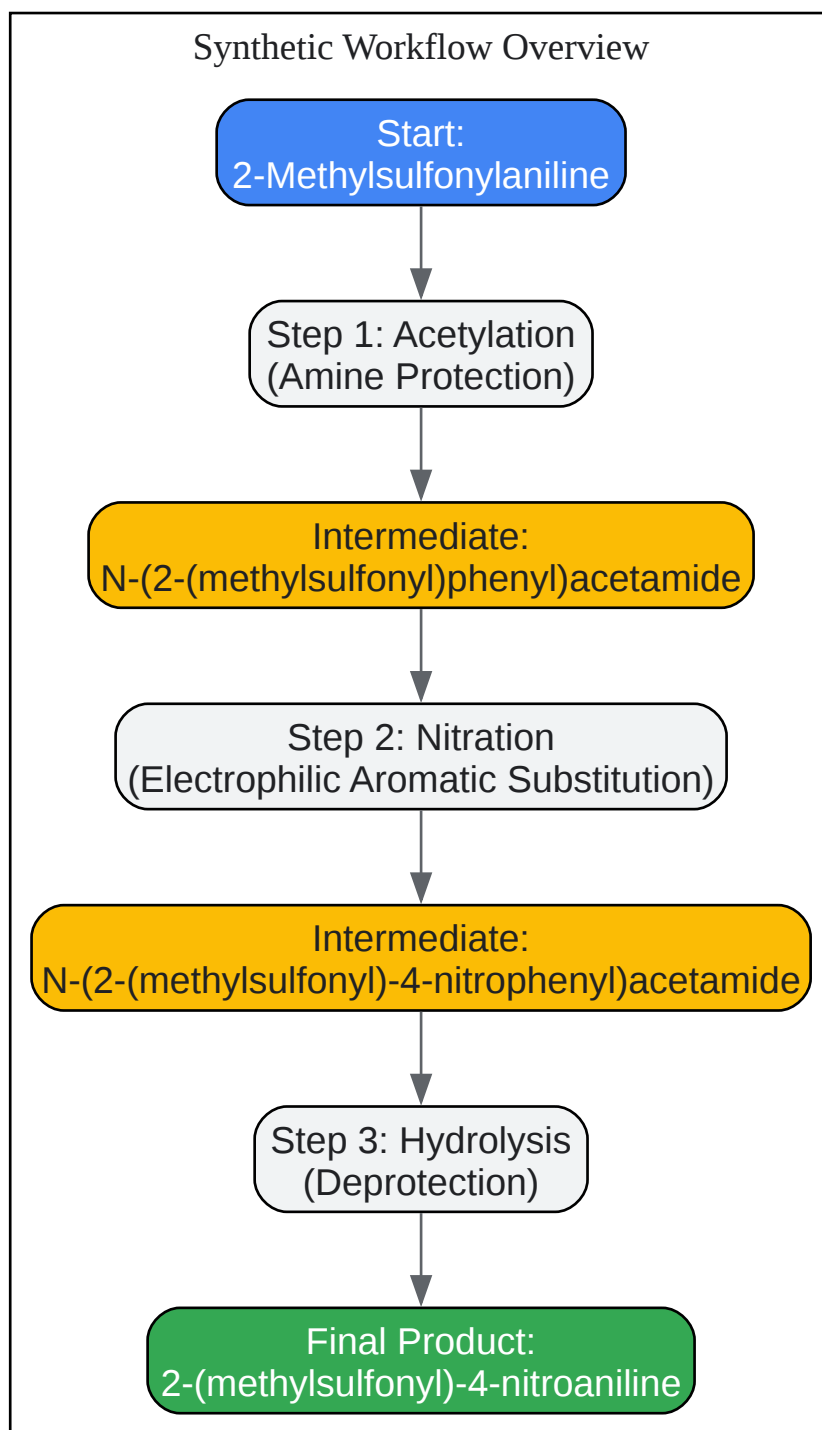 Synthetic Workflow Overview
Start:
2-Methylsulfonylaniline
Step 1: Acetylation
(Amine Protection)
Intermediate:
N-(2-(methylsulfonyl)phenyl)acetamide
Step 2: Nitration
(Electrophilic Aromatic Substitution)
Intermediate:
N-(2-(methylsulfonyl)-4-nitrophenyl)acetamide
Step 3: Hydrolysis
(Deprotection)
Final Product:
2-(methylsulfonyl)-4-nitroaniline